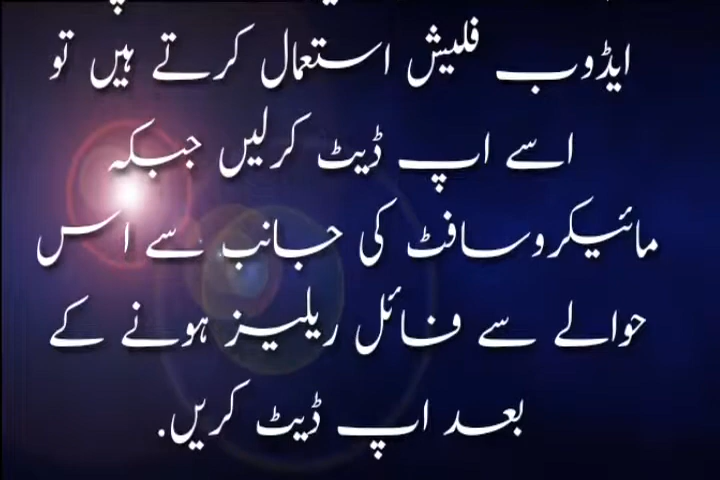 ایڈوب فلیش استعمال کرتے ہیں تو
اسے اپ ڈیٹ کرلیں جبکہ
مائیکروسافٹ کی جانب سے اس
حوالے سے فائل ریلیز ہونے کے
بعد اپ ڈیٹ کریں.